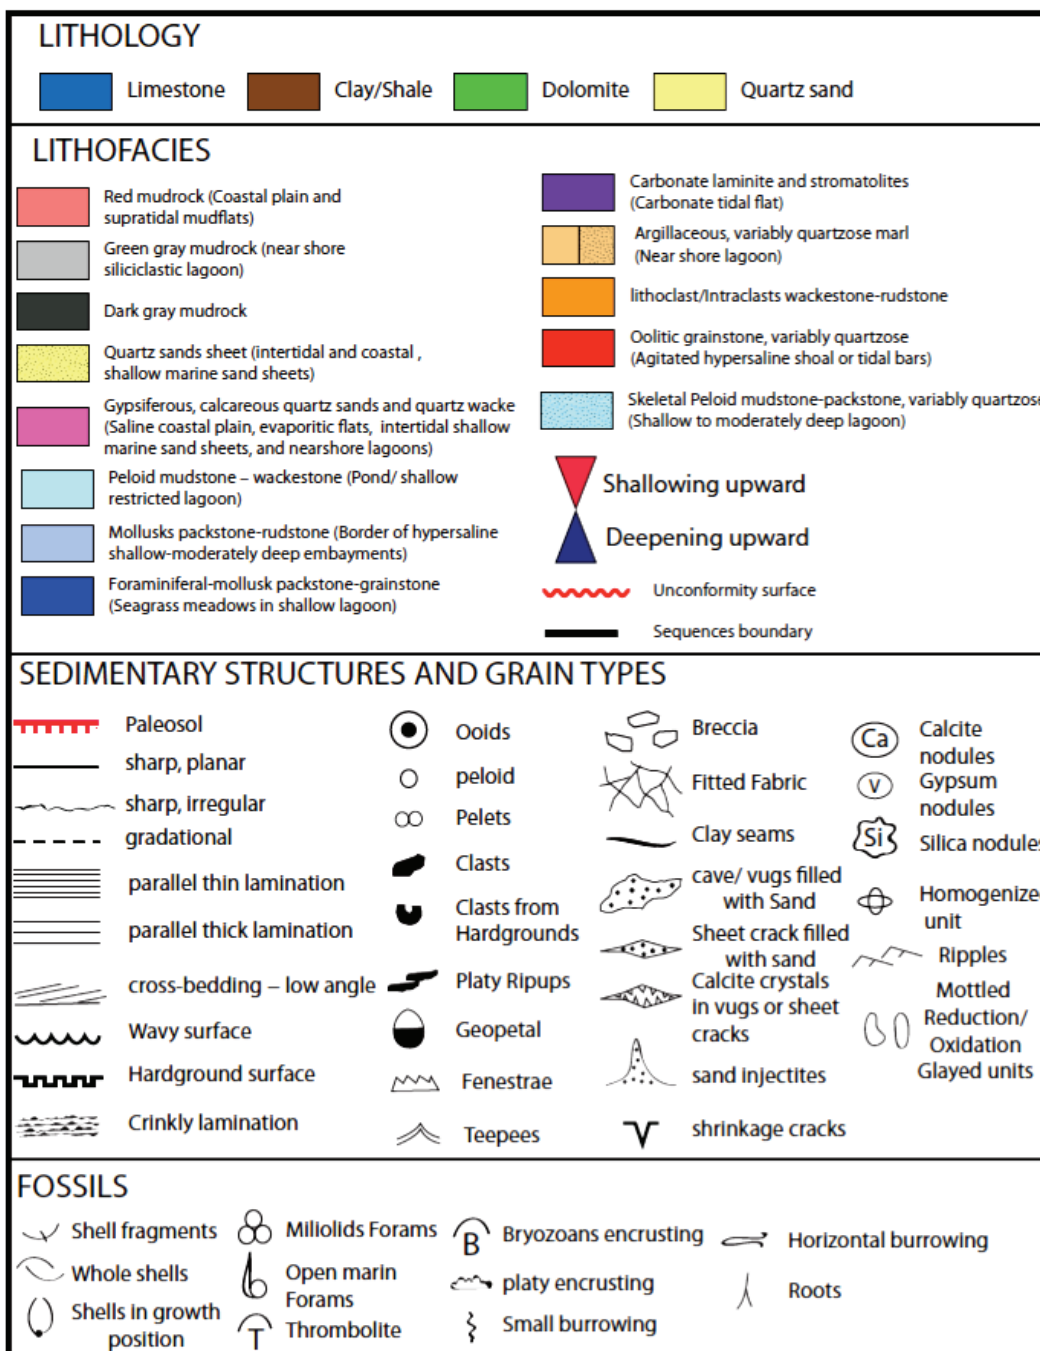 LITHOLOGY
Limestone
Clay/Shale
Dolomite
Quartz sand
LITHOFACIES
Red mudrock (Coastal plain and
supratidal mudflats)
Green gray mudrock (near shore
siliciclastic lagoon)
Dark gray mudrock
Quartz sands sheet (intertidal and coastal ,
shallow marine sand sheets)
Gypsiferous, calcareous quartz sands and quartz wacke
(Saline coastal plain, evaporitic flats, intertidal shallow
marine sand sheets, and nearshore lagoons)
Peloid mudstone – wackestone (Pond/ shallow
restricted lagoon)
Mollusks packstone-rudstone (Border of hypersaline
shallow-moderately deep embayments)
Foraminiferal-mollusk packstone-grainstone
(Seagrass meadows in shallow lagoon)
Carbonate laminite and stromatolites
(Carbonate tidal flat)
Argillaceous, variably quartzose marl
(Near shore lagoon)
lithoclast/Intraclasts wackestone-rudstone
Oolitic grainstone, variably quartzose
(Agitated hypersaline shoal or tidal bars)
Skeletal Peloid mudstone-packstone, variably quartzose
(Shallow to moderately deep lagoon)
Shallowing upward
Deepening upward
Unconformity surface
Sequences boundary
SEDIMENTARY STRUCTURES AND GRAIN TYPES
Paleosol
sharp, planar
sharp, irregular
gradational
parallel thin lamination
parallel thick lamination
cross-bedding – low angle
Wavy surface
Hardground surface
Crinkly lamination
Ooids
peloid
Pelets
Clasts
Clasts from
Hardgrounds
Platy Ripups
Geopetal
Fenestrae
Teepees
Breccia
Fitted Fabric
Clay seams
cave/ vugs filled
with Sand
Sheet crack filled
with sand
Calcite crystals
in vugs or sheet
cracks
sand injectites
shrinkage cracks
Ca
Calcite
nodules
v
Gypsum
nodules
Si
Silica nodules
Homogenized
unit
Ripples
Mottled
Reduction/
Oxidation
Glayed units
FOSSILS
Shell fragments
Whole shells
Shells in growth
position
Miliolids Forams
Open marin
Forams
T
Thrombolite
B
Bryozoans encrusting
platy encrusting
Small burrowing
Horizontal burrowing
Roots